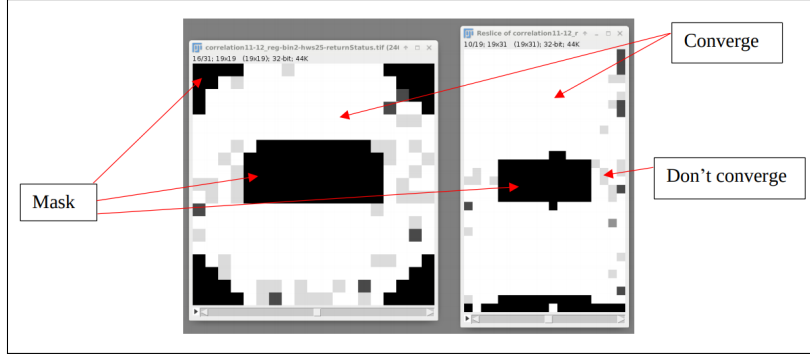 correlation11-12_reg-bin2-hws25-returnStatus.tif (24
16/31; 19x19 (19x19); 32-bit; 44K
Reslice of correlation11-12_r
10/19; 19x31 (19x31); 32-bit; 44K
Converge
Don't converge
Mask